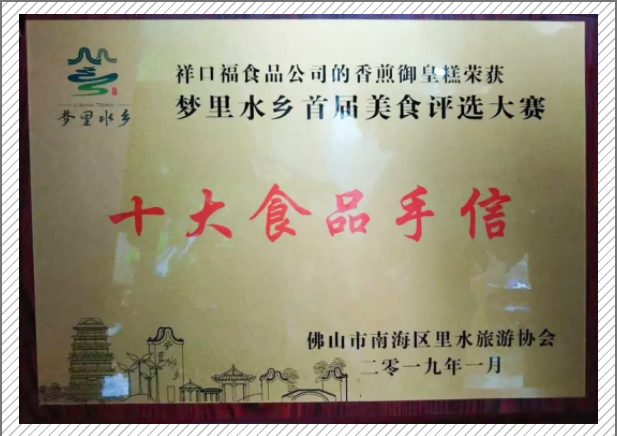 祥口福食品公司的香煎御皇糕荣获
梦里水乡首届美食评选大赛
梦里水乡
十大食品手信
佛山市南海区里水旅游协会
二零一九年一月